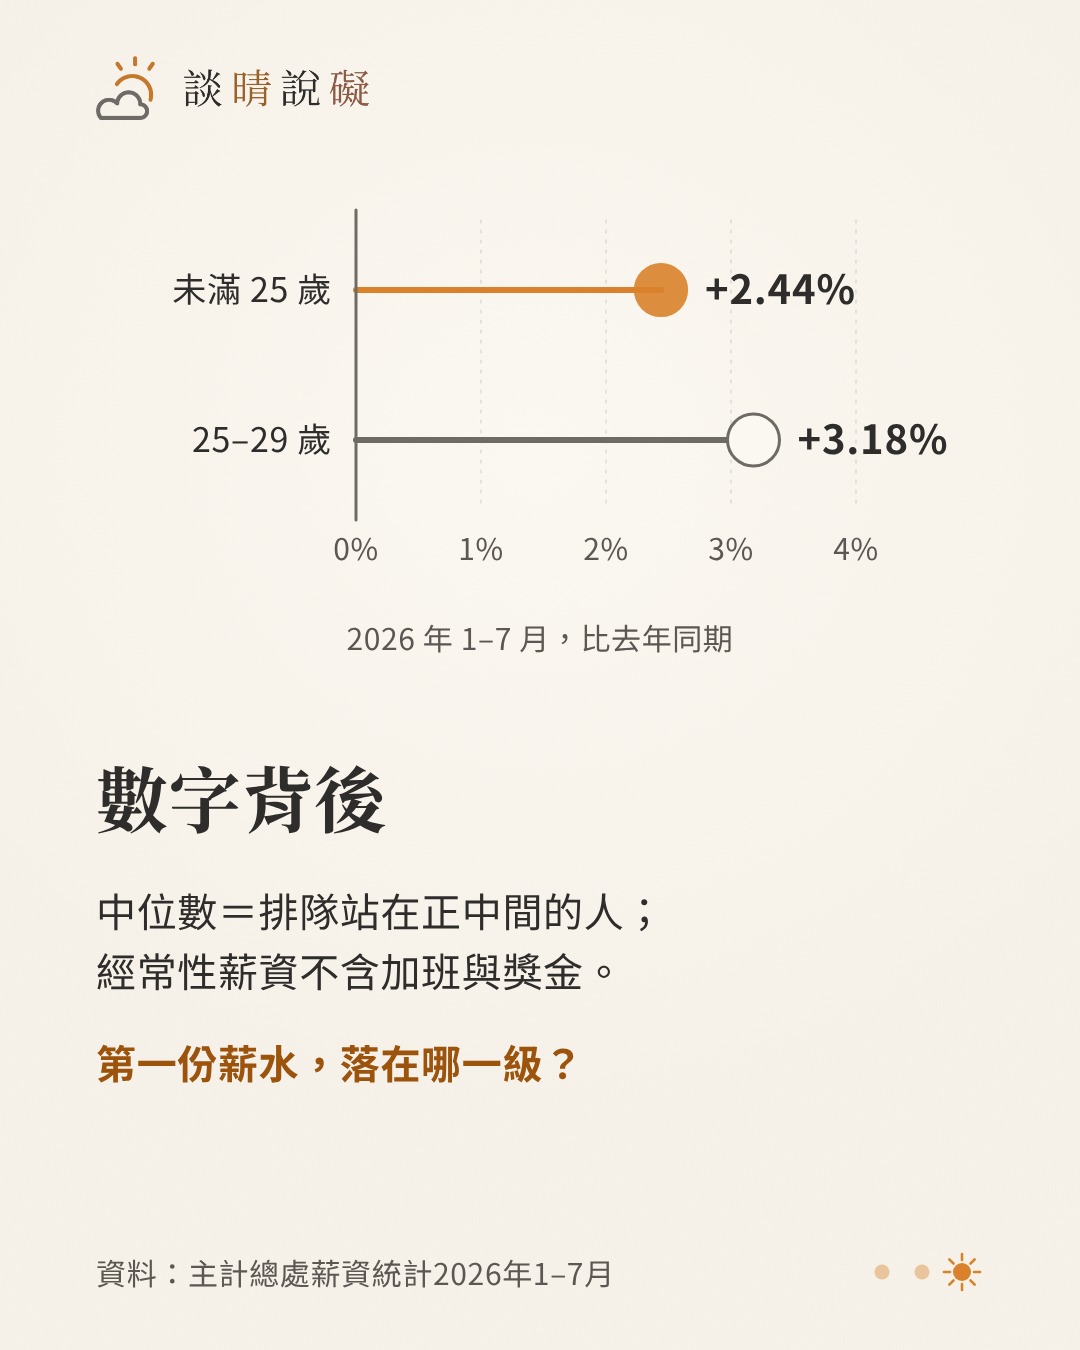 談晴說礙
未滿 25 歲 +2.44%
25–29 歲 +3.18%
0% 1% 2% 3% 4%
2026 年 1–7 月，比去年同期
數字背後
中位數＝排隊站在正中間的人；
經常性薪資不含加班與獎金。
第一份薪水，落在哪一級？
資料：主計總處薪資統計2026年1–7月